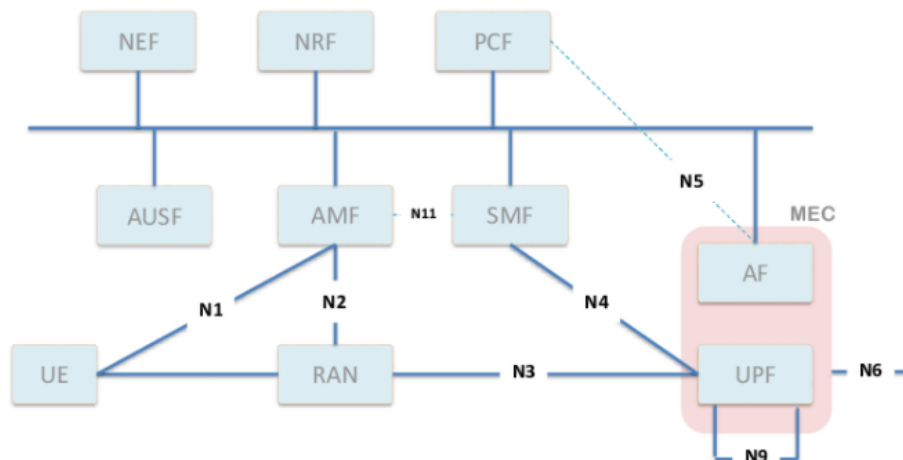 NEF
NRF
PCF
N5
AUSF
AMF
N11
SMF
MEC
AF
N1
N2
N4
UE
RAN
N3
UPF
N6
N9